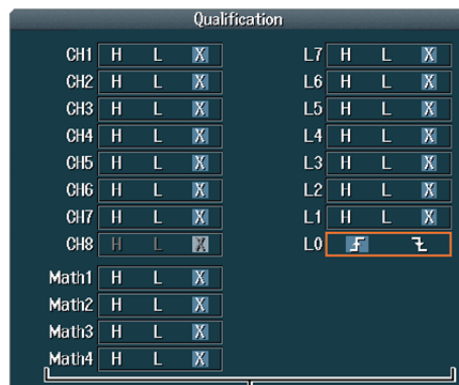 Qualification
CH1 H L X
CH2 H L X
CH3 H L X
CH4 H L X
CH5 H L X
CH6 H L X
CH7 H L X
CH8 H L X
Math1 H L X
Math2 H L X
Math3 H L X
Math4 H L X
L7 H L X
L6 H L X
L5 H L X
L4 H L X
L3 H L X
L2 H L X
L1 H L X
L0